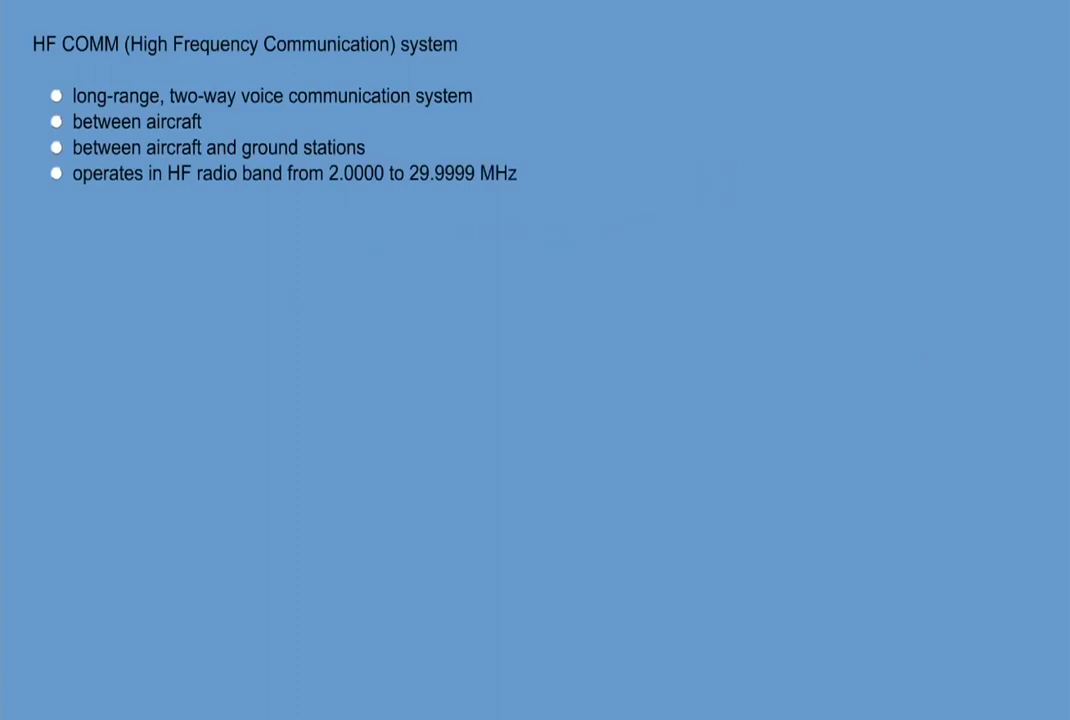 HF COMM (High Frequency Communication) system
long-range, two-way voice communication system
between aircraft
between aircraft and ground stations
operates in HF radio band from 2.0000 to 29.9999 MHz